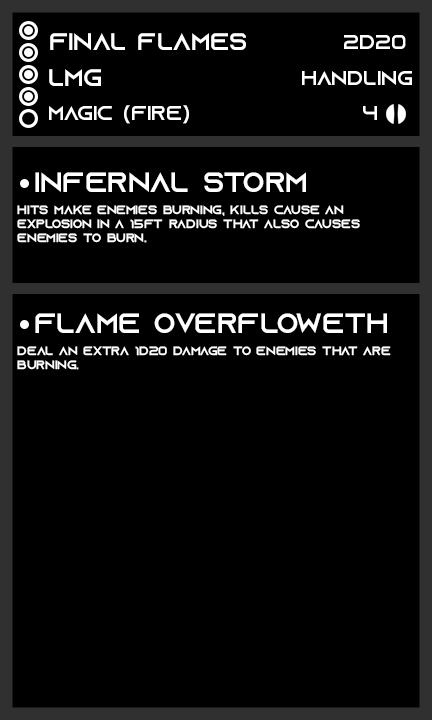 FINAL FLAMES 2D20
LMG HANDLING
MAGIC (FIRE) 4
•INFERNAL STORM
HITS MAKE ENEMIES BURNING, KILLS CAUSE AN
EXPLOSION IN A 15FT RADIUS THAT ALSO CAUSES
ENEMIES TO BURN.
•FLAME OVERFLOWETH
DEAL AN EXTRA 1D20 DAMAGE TO ENEMIES THAT ARE
BURNING.